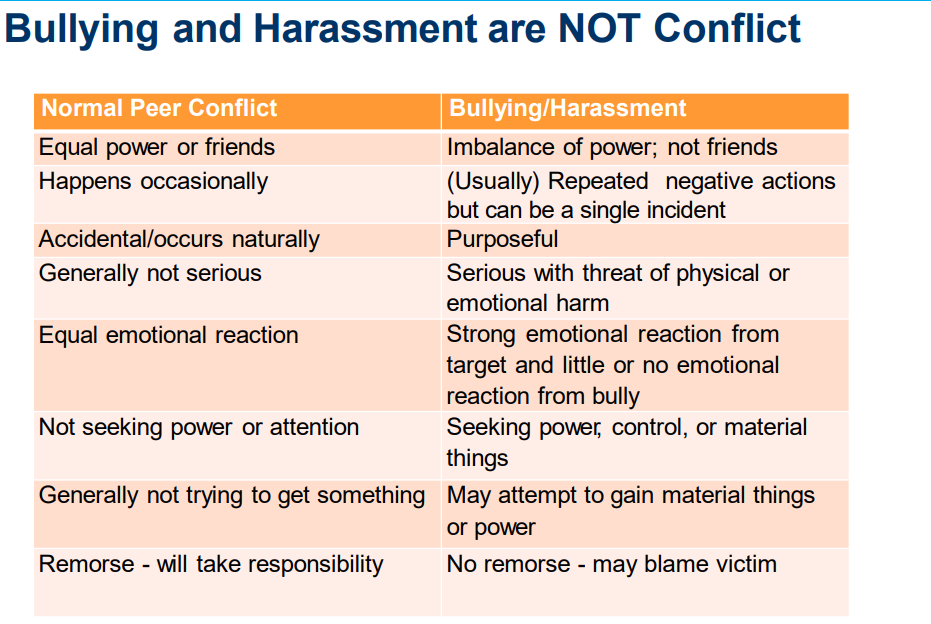 Bullying and Harassment are NOT Conflict
Normal Peer Conflict
Bullying/Harassment
Equal power or friends
Imbalance of power; not friends
Happens occasionally
(Usually) Repeated negative actions
but can be a single incident
Accidental/occurs naturally
Purposeful
Generally not serious
Serious with threat of physical or
emotional harm
Equal emotional reaction
Strong emotional reaction from
target and little or no emotional
reaction from bully
Not seeking power or attention
Seeking power, control, or material
things
Generally not trying to get something
May attempt to gain material things
or power
Remorse - will take responsibility
No remorse - may blame victim